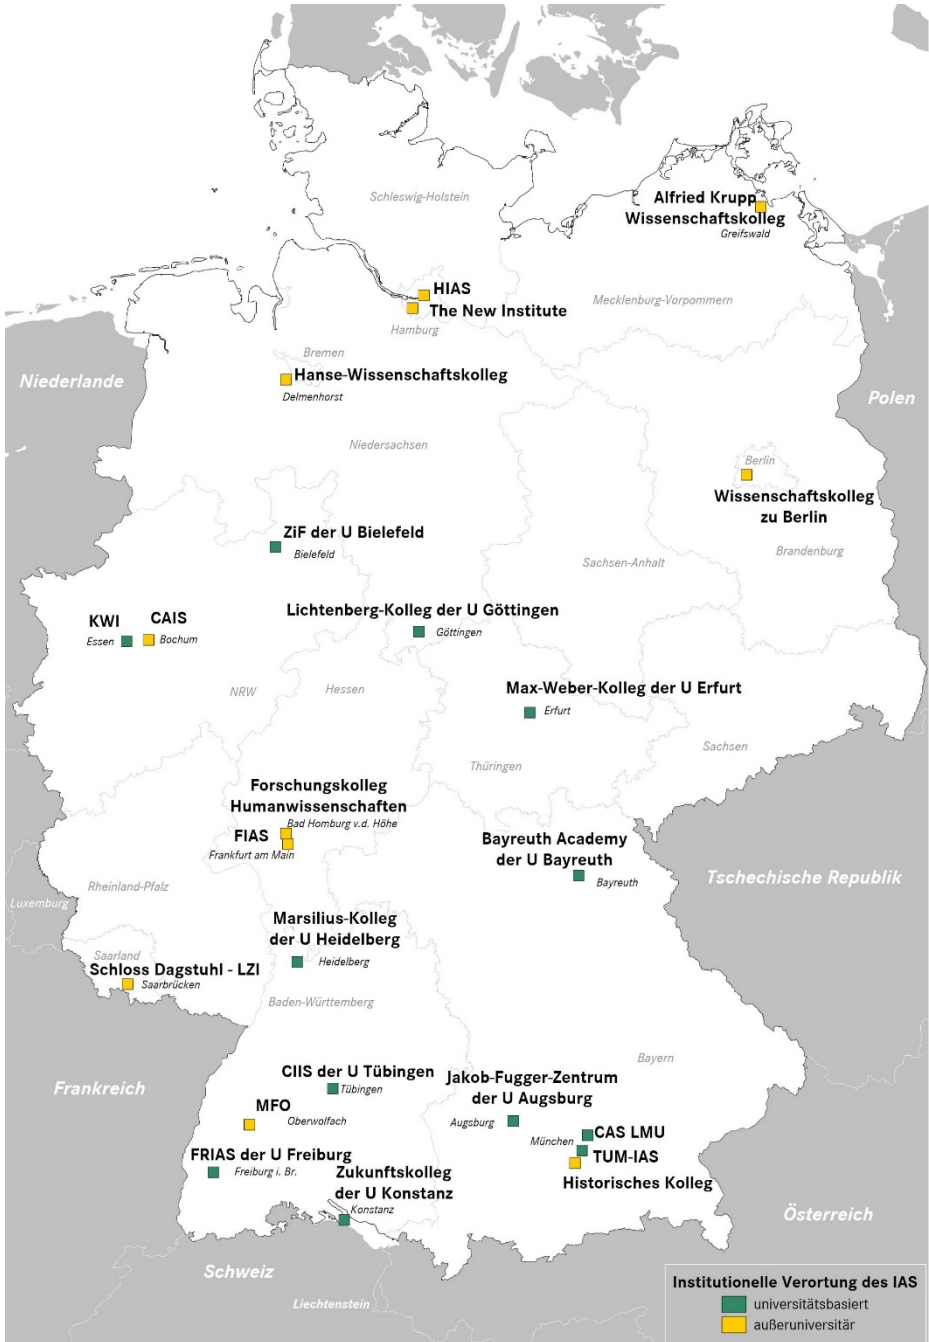 Schleswig-Holstein
Alfried Krupp
Wissenschaftskolleg
Greifswald
HIAS
The New Institute
Hamburg
Mecklenburg-Vorpommern
Bremen
Hanse-Wissenschaftskolleg
Delmenhorst
Niederlande
Polen
Niedersachsen
Berlin
Wissenschaftskolleg
zu Berlin
Brandenburg
ZiF der U Bielefeld
Bielefeld
Sachsen-Anhalt
Lichtenberg-Kolleg der U Göttingen
Göttingen
KWI
Essen
CAIS
Bochum
NRW
Hessen
Max-Weber-Kolleg der U Erfurt
Erfurt
Sachsen
Thüringen
Forschungskolleg
Humanwissenschaften
Bad Homburg v.d. Höhe
FIAS
Frankfurt am Main
Bayreuth Academy
der U Bayreuth
Bayreuth
Tschechische Republik
Rheinland-Pfalz
Luxemburg
Marsilius-Kolleg
der U Heidelberg
Heidelberg
Saarland
Schloss Dagstuhl - LZI
Saarbrücken
Baden-Württemberg
Bayern
Frankreich
CIIS der U Tübingen
Tübingen
Jakob-Fugger-Zentrum
der U Augsburg
Augsburg
MFO
Oberwolfach
CAS LMU
München
TUM-IAS
Historisches Kolleg
FRIAS der U Freiburg
Freiburg i. Br.
Zukunftskolleg
der U Konstanz
Konstanz
Österreich
Schweiz
Liechtenstein
Institutionelle Verortung des IAS
universitätsbasiert
außeruniversitär